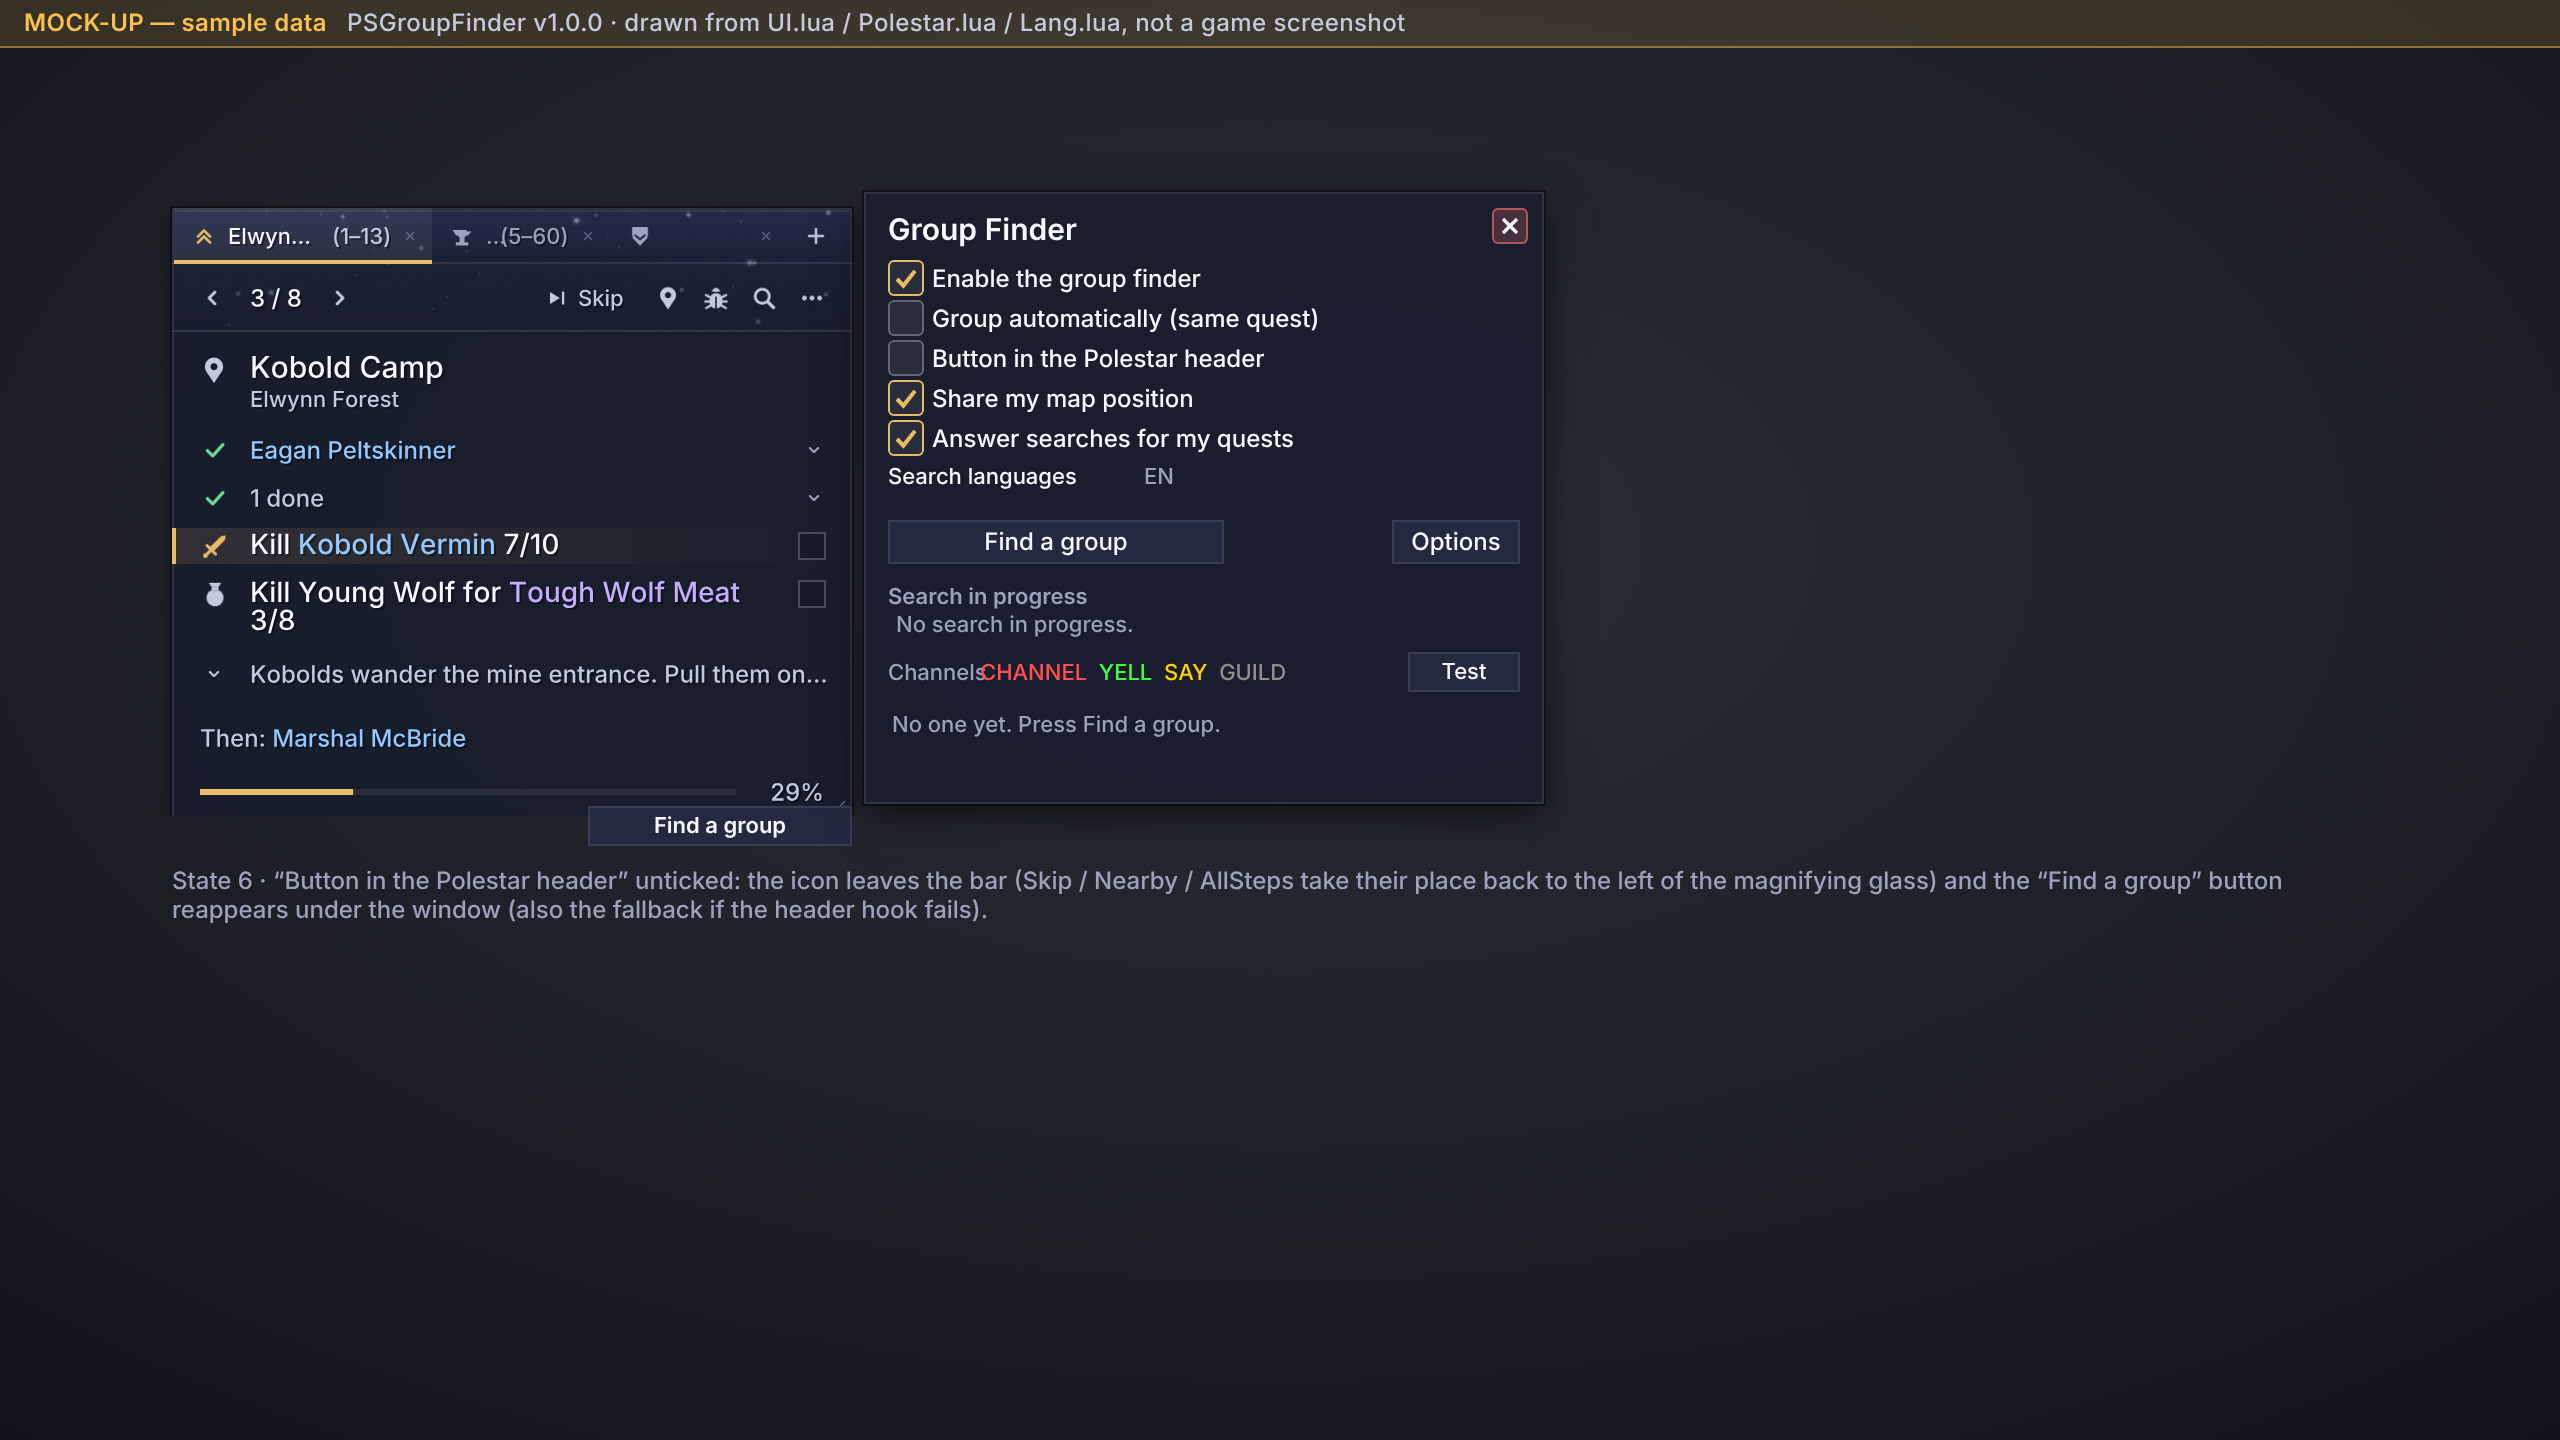 MOCK-UP — sample data PSGroupFinder v1.0.0 · drawn from UI.lua / Polestar.lua / Lang.lua, not a game screenshot
Elwyn... (1–13) × ...(5–60) × × +
3 / 8 Skip
Kobold Camp
Elwynn Forest
Eagan Peltskinner
1 done
Kill Kobold Vermin 7/10
Kill Young Wolf for Tough Wolf Meat
3/8
Kobolds wander the mine entrance. Pull them on...
Then: Marshal McBride
29%
Find a group
Group Finder
Enable the group finder
Group automatically (same quest)
Button in the Polestar header
Share my map position
Answer searches for my quests
Search languages EN
Find a group Options
Search in progress
No search in progress.
Channels CHANNEL YELL SAY GUILD Test
No one yet. Press Find a group.
State 6 · “Button in the Polestar header” unticked: the icon leaves the bar (Skip / Nearby / AllSteps take their place back to the left of the magnifying glass) and the “Find a group” button
reappears under the window (also the fallback if the header hook fails).